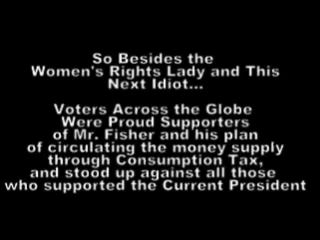 So Besides the
Women's Rights Lady and This
Next Idiot...
Voters Across the Globe
Were Proud Supporters
of Mr. Fisher and his plan
of circulating the money supply
through Consumption Tax,
and stood up against all those
who supported the Current President